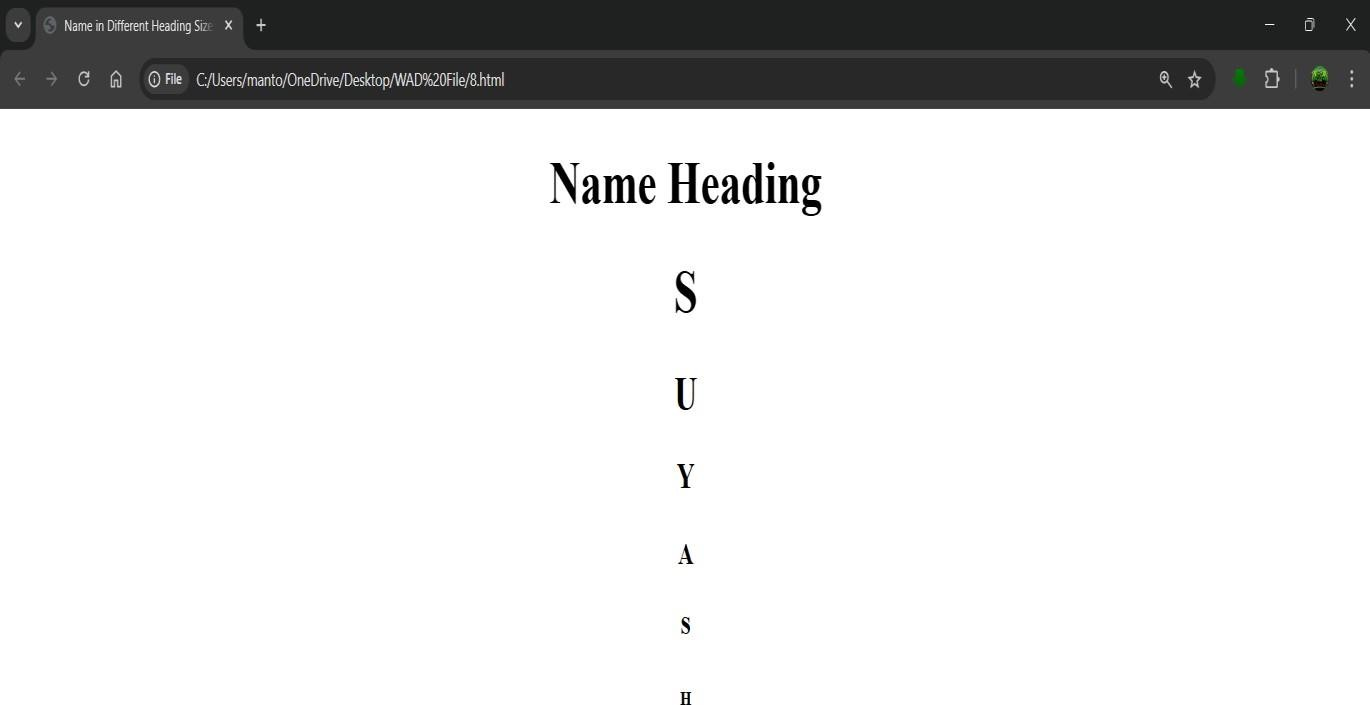 Name in Different Heading Size
File C:/Users/manto/OneDrive/Desktop/WAD%20File/8.html
Name Heading
S
U
Y
A
S
H